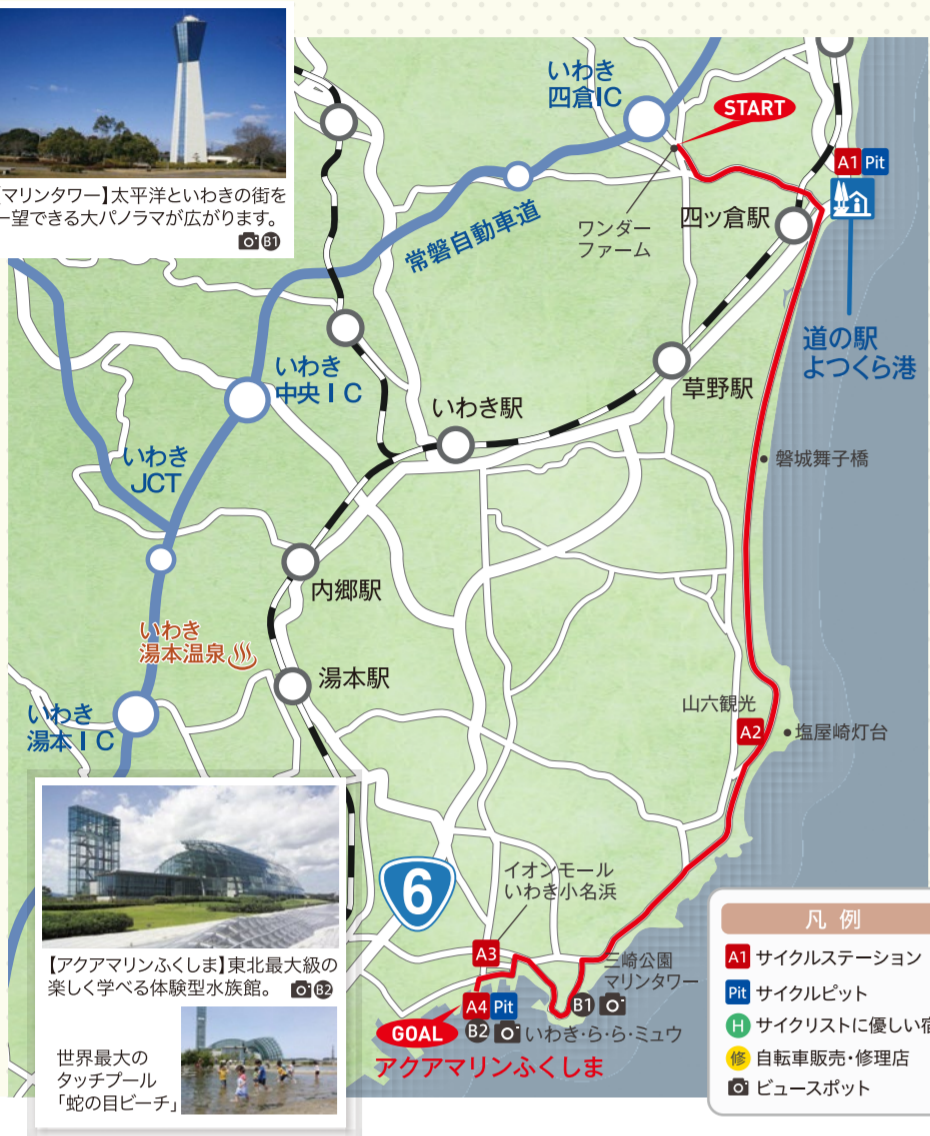 【マリンタワー】太平洋といわきの街を
一望できる大パノラマが広がります。
B1
いわき
四倉IC
START
A1 Pit
ワンダー
ファーム
四ッ倉駅
常磐自動車道
道の駅
よつくら港
いわき
中央IC
草野駅
いわき駅
いわき
JCT
磐城舞子橋
内郷駅
いわき
湯本温泉
湯本駅
いわき
湯本IC
山六観光
A2
塩屋崎灯台
6
イオンモール
いわき小名浜
A3
三崎公園
マリンタワー
B1
A4 Pit
B2
いわき・ら・ら・ミュウ
GOAL
アクアマリンふくしま
【アクアマリンふくしま】東北最大級の
楽しく学べる体験型水族館。
B2
世界最大の
タッチプール
「蛇の目ビーチ」
凡例
A1 サイクルステーション
Pit サイクルピット
H サイクリストに優しい宿
修 自転車販売・修理店
ビュースポット